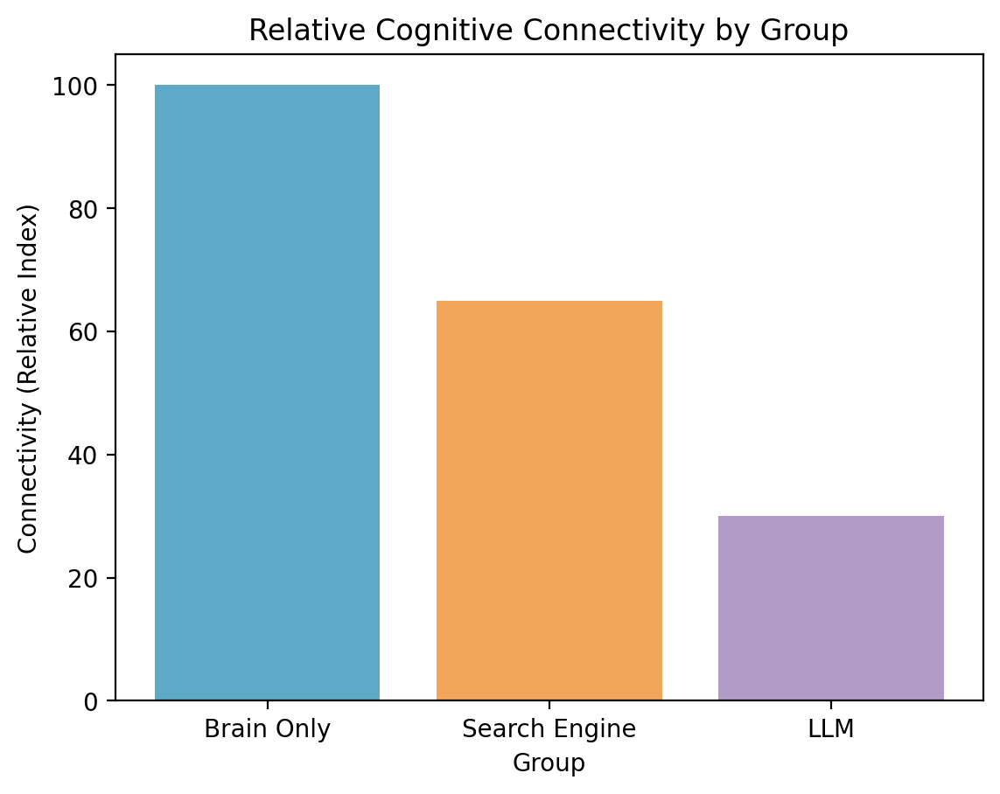 Relative Cognitive Connectivity by Group
Connectivity (Relative Index)
100
80
60
40
20
0
Brain Only
Search Engine
LLM
Group